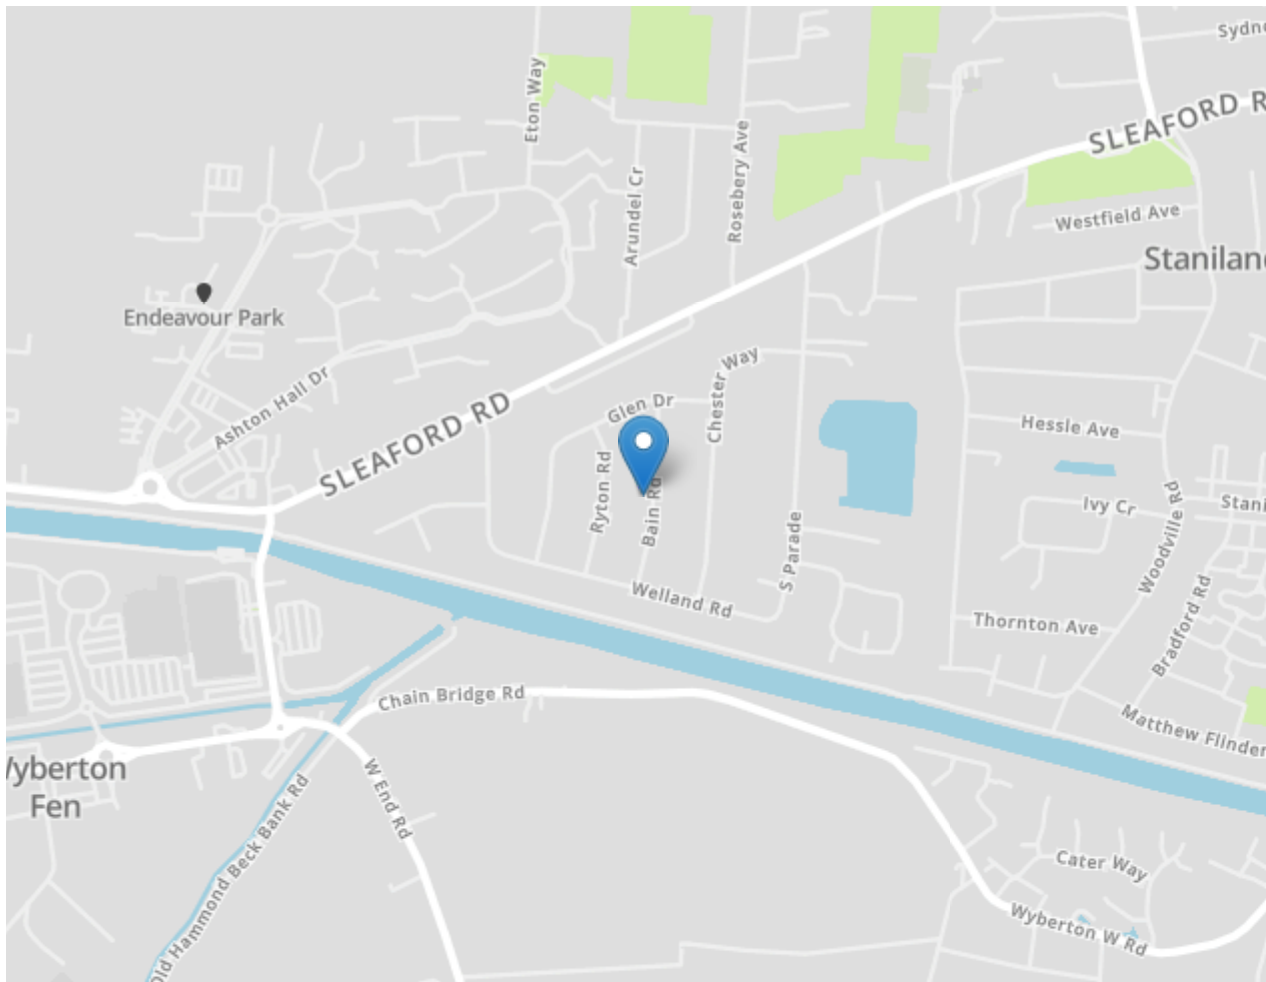 Sydn
Eton Way
SLEAFORD R
Rosebery Ave
Arundel Cr
Westfield Ave
Stanilan
Endeavour Park
Ashton Hall Dr
Chester Way
SLEAFORD RD
Glen Dr
Hessle Ave
Ryton Rd
Bain Rd
Ivy Cr
Stani
Woodville Rd
S Parade
Welland Rd
Bradford Rd
Thornton Ave
Chain Bridge Rd
Matthew Flinder
yberton
Fen
W End Rd
Old Hammond Beck Bank Rd
Cater Way
Wyberton W Rd